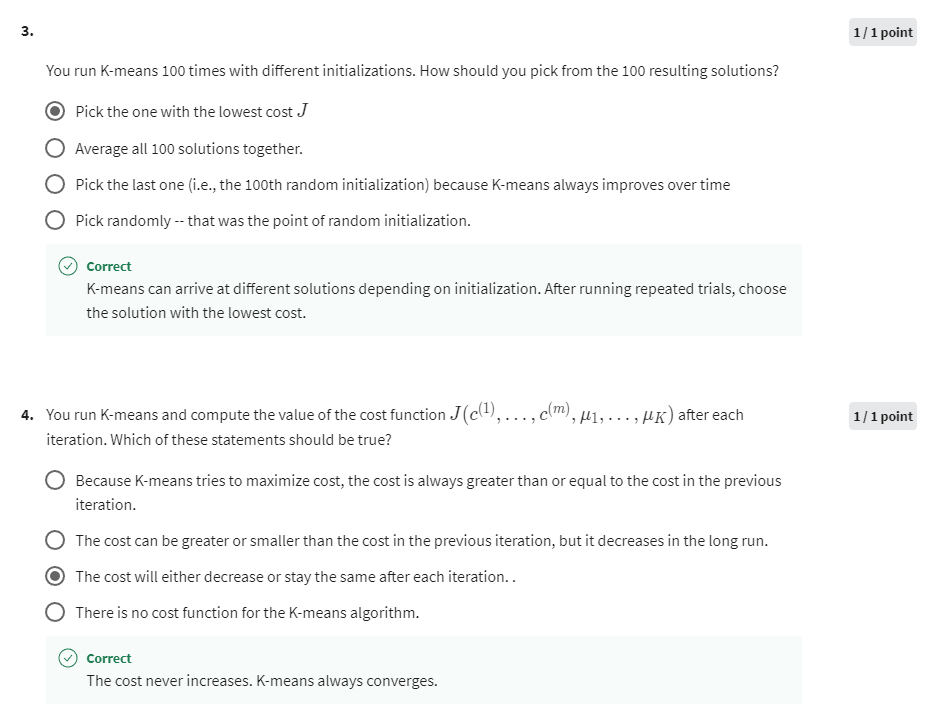 3.
1 / 1 point
You run K-means 100 times with different initializations. How should you pick from the 100 resulting solutions?
Pick the one with the lowest cost J
Average all 100 solutions together.
Pick the last one (i.e., the 100th random initialization) because K-means always improves over time
Pick randomly -- that was the point of random initialization.
Correct
K-means can arrive at different solutions depending on initialization. After running repeated trials, choose
the solution with the lowest cost.
4. You run K-means and compute the value of the cost function J(c^(1), . . . , c^(m), μ1, . . . , μK) after each
1 / 1 point
iteration. Which of these statements should be true?
Because K-means tries to maximize cost, the cost is always greater than or equal to the cost in the previous
iteration.
The cost can be greater or smaller than the cost in the previous iteration, but it decreases in the long run.
The cost will either decrease or stay the same after each iteration. .
There is no cost function for the K-means algorithm.
Correct
The cost never increases. K-means always converges.